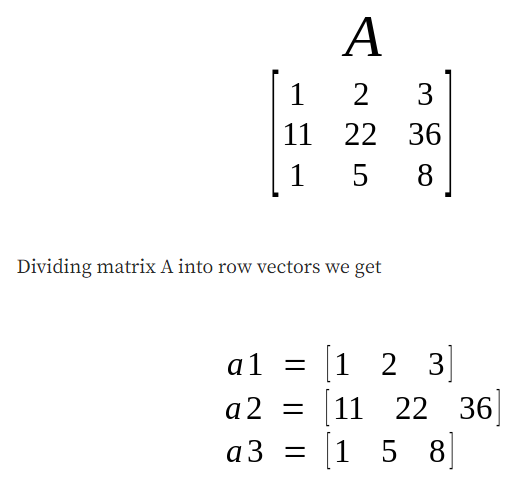 A
1 2 3
11 22 36
1 5 8
Dividing matrix A into row vectors we get
a1 = [1 2 3]
a2 = [11 22 36]
a3 = [1 5 8]